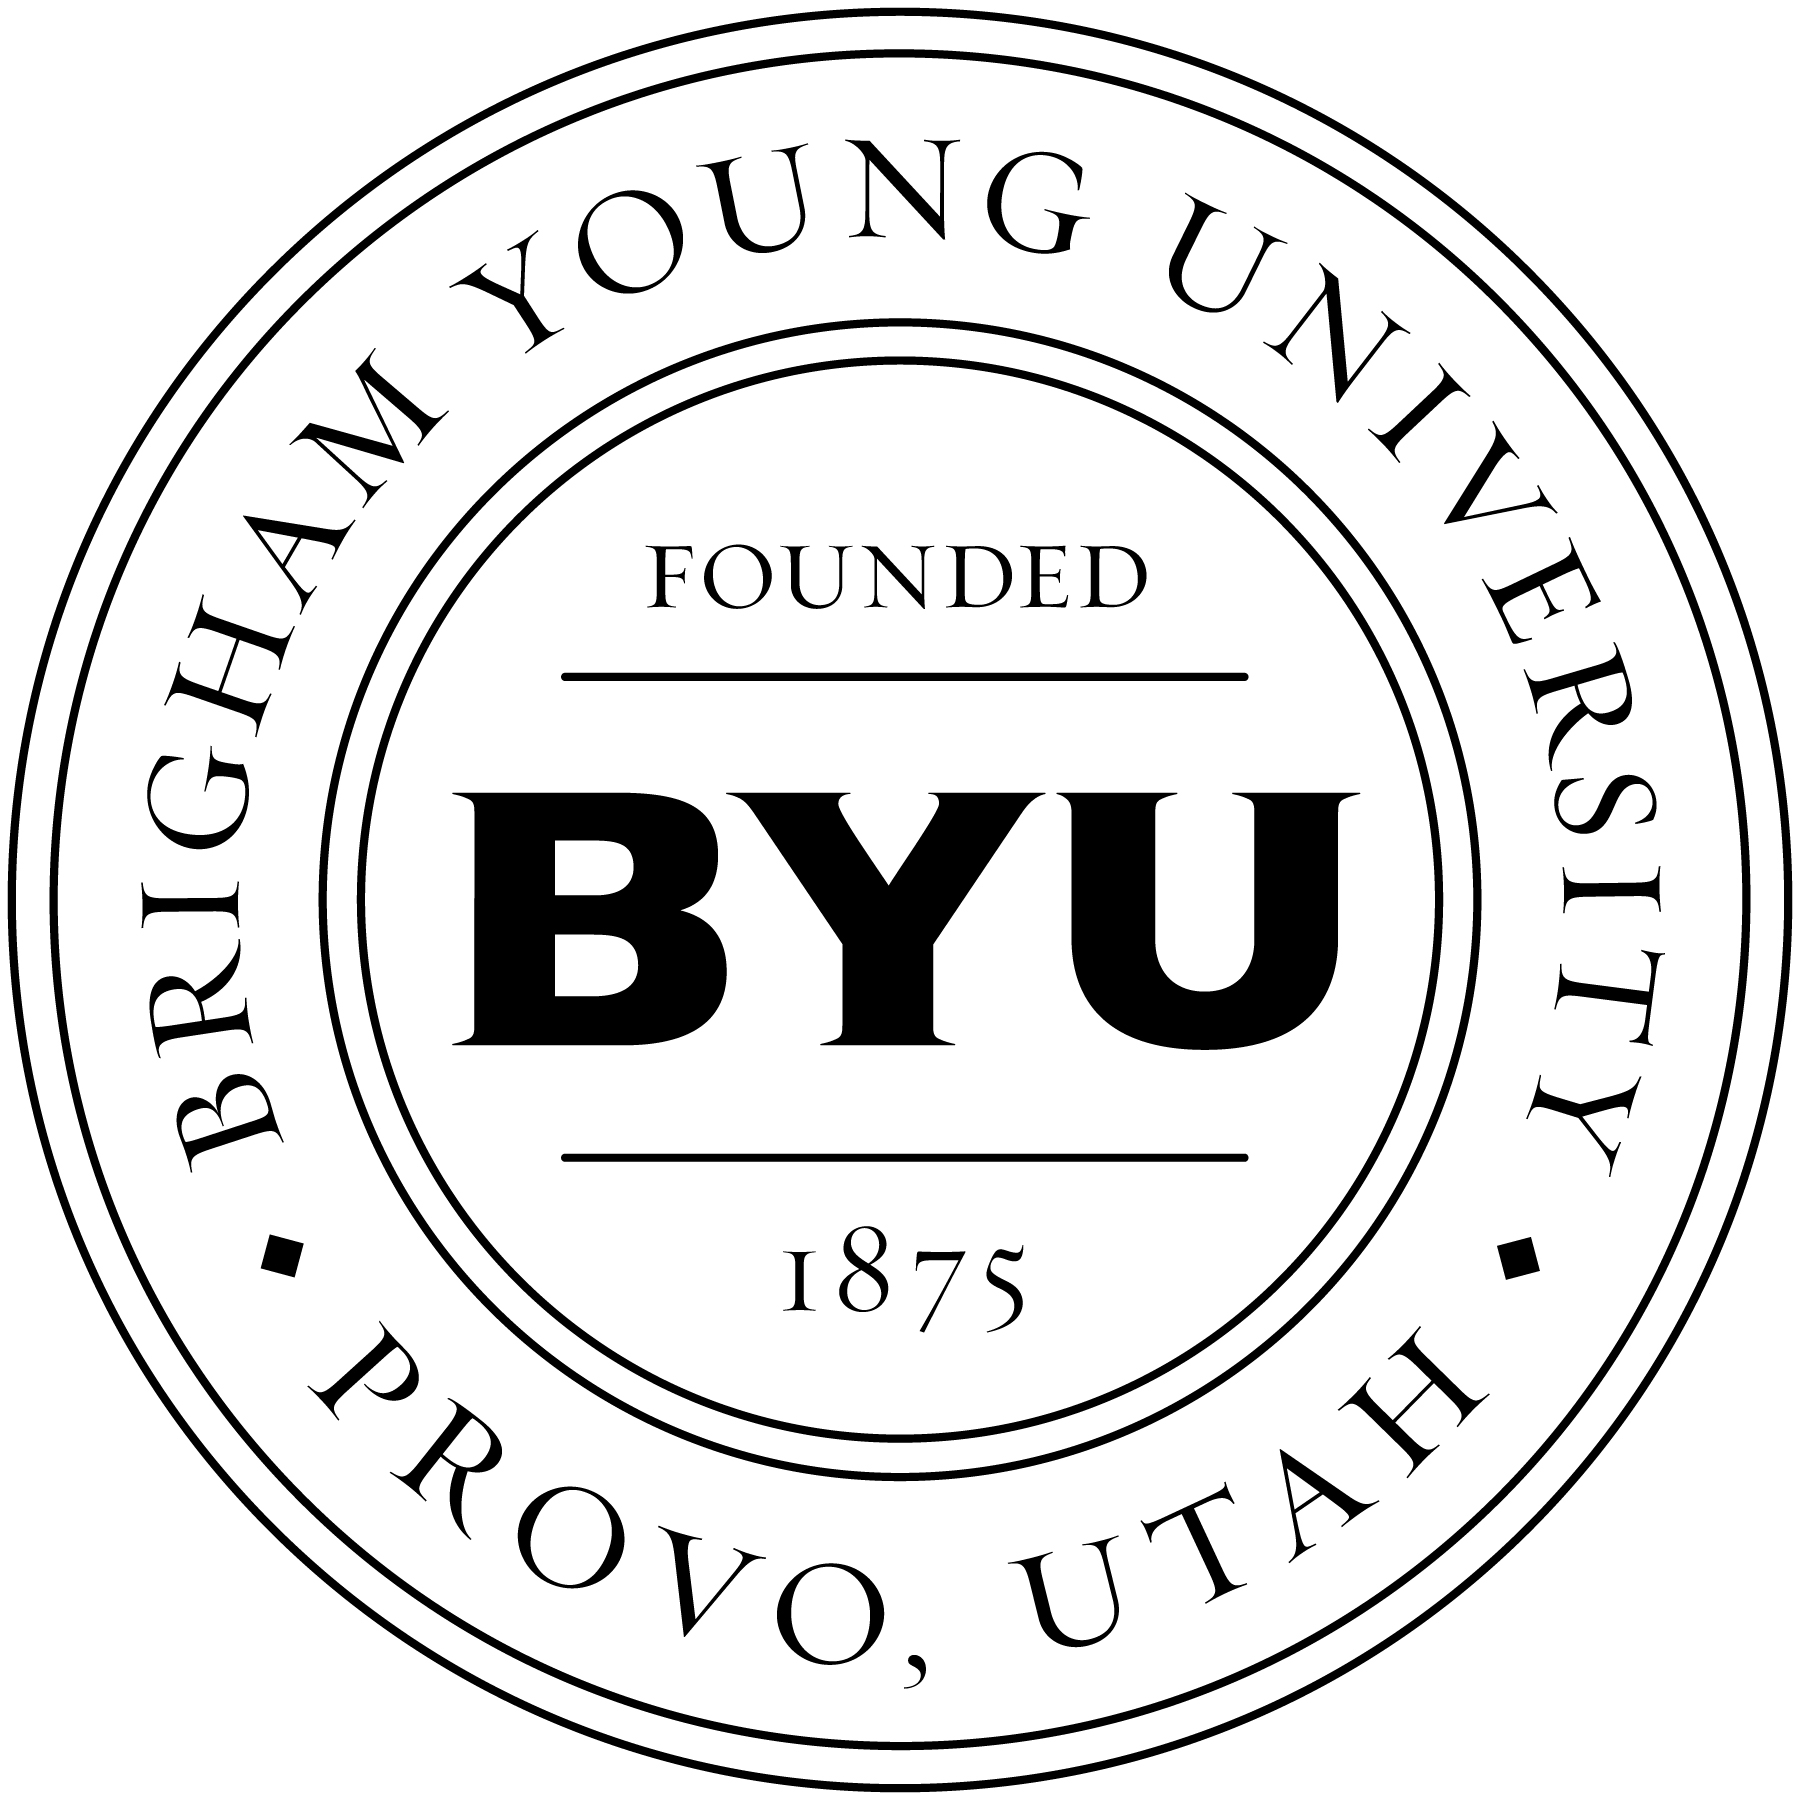 BRIGHAM YOUNG UNIVERSITY
FOUNDED
BYU
1875
PROVO, UTAH